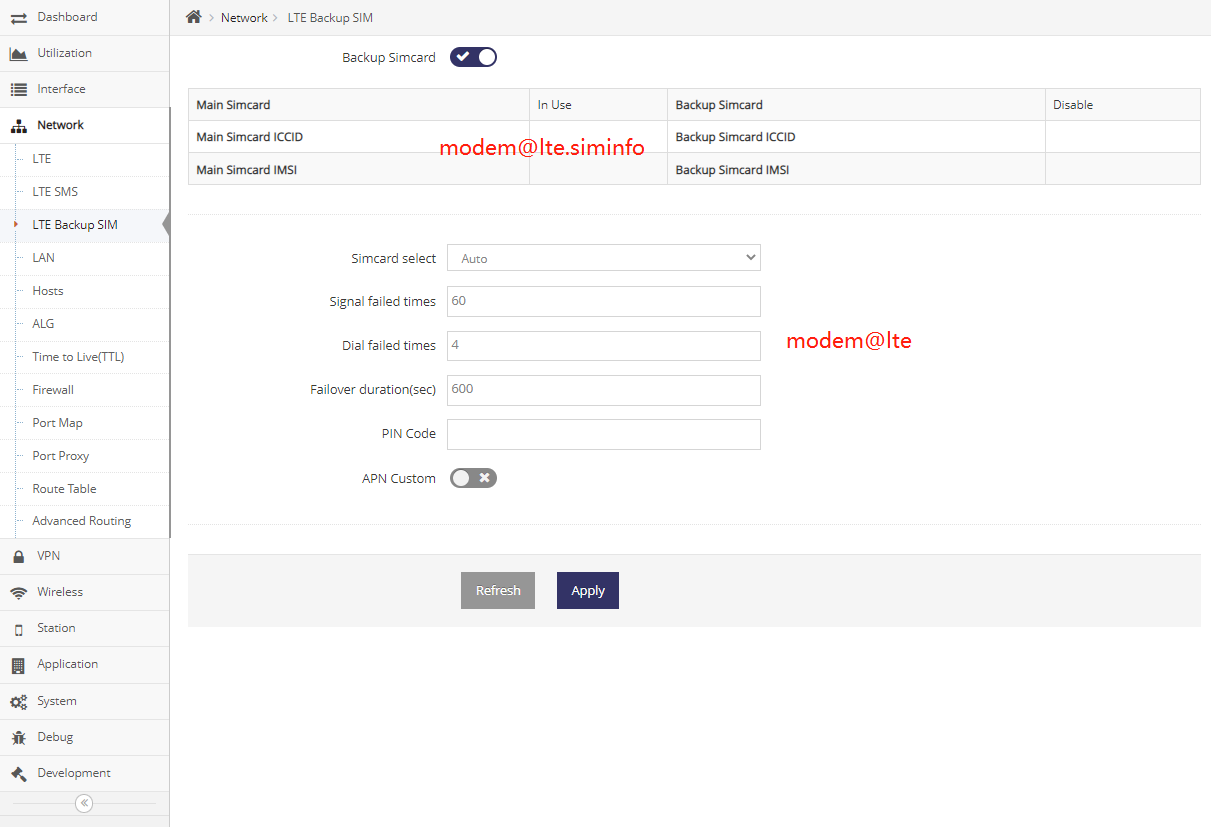 Dashboard
Utilization
Interface
Network
LTE
LTE SMS
LTE Backup SIM
LAN
Hosts
ALG
Time to Live(TTL)
Firewall
Port Map
Port Proxy
Route Table
Advanced Routing
VPN
Wireless
Station
Application
System
Debug
Development
Network > LTE Backup SIM
Backup Simcard
Main Simcard In Use Backup Simcard Disable
Main Simcard ICCID Backup Simcard ICCID
modem@lte.siminfo
Main Simcard IMSI Backup Simcard IMSI
Simcard select Auto
Signal failed times 60
Dial failed times 4
modem@lte
Failover duration(sec) 600
PIN Code
APN Custom
Refresh Apply